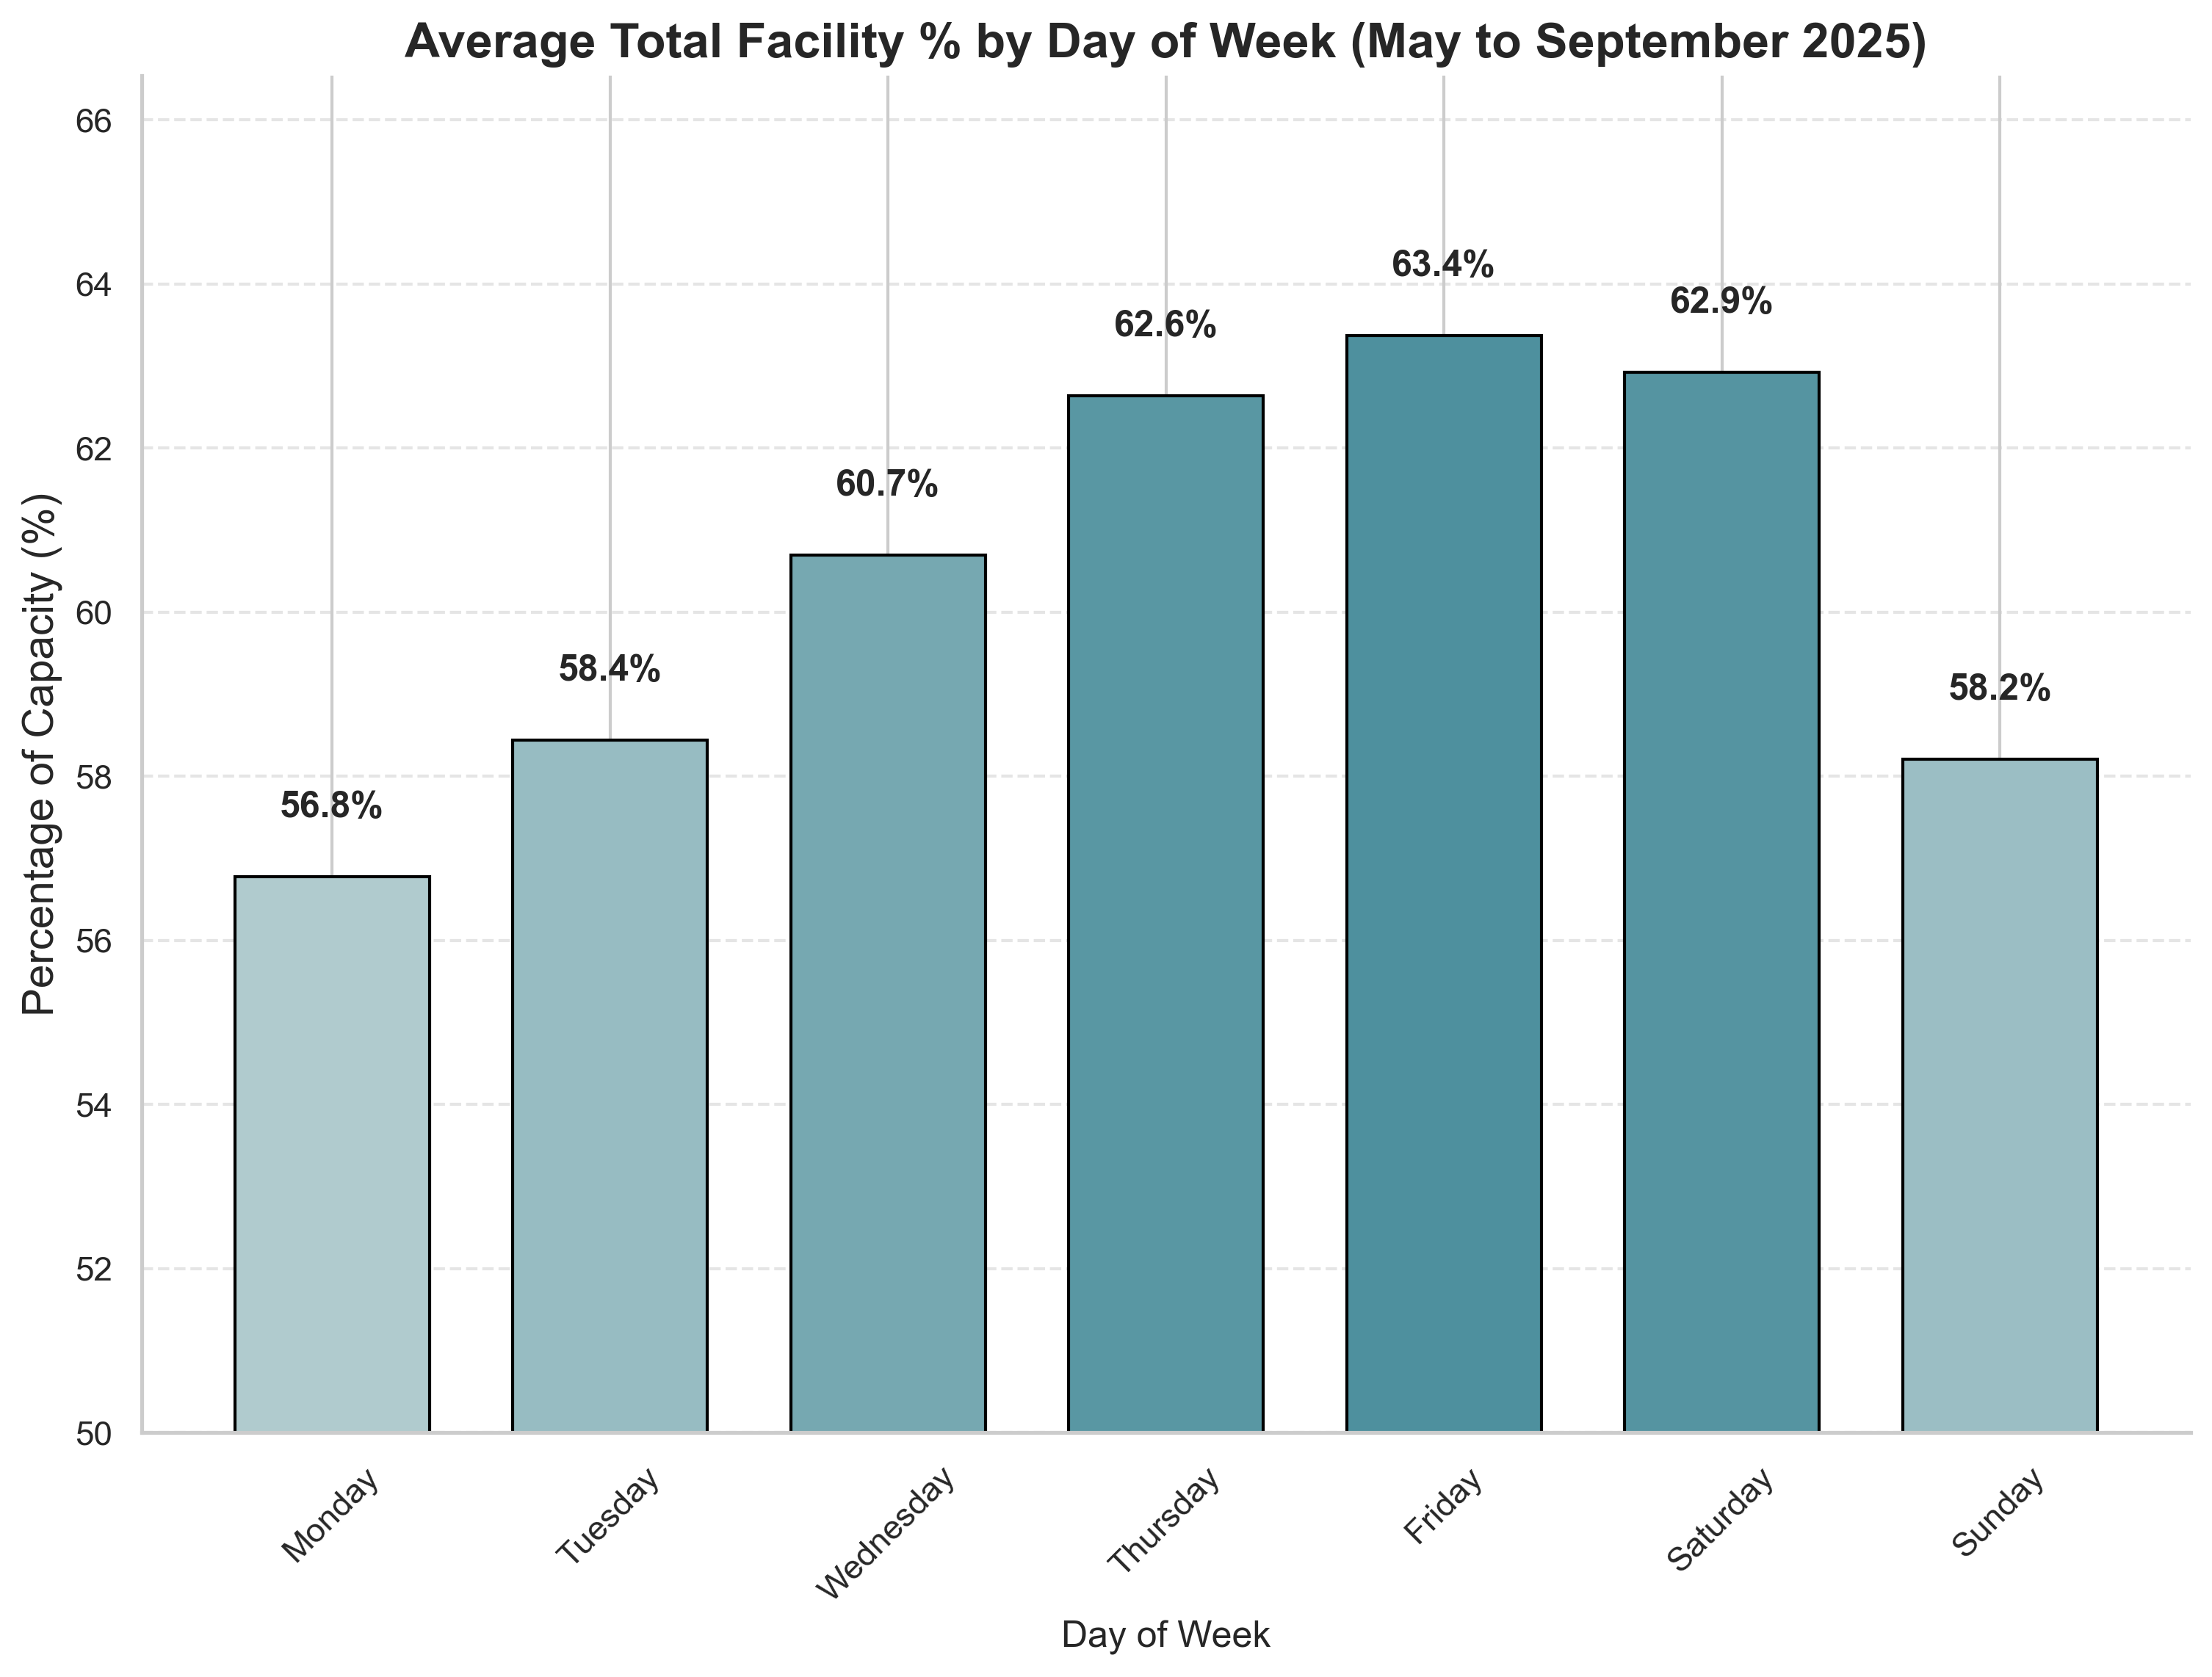 Average Total Facility % by Day of Week (May to September 2025)
Percentage of Capacity (%)
66
64
62
60
58
56
54
52
50
56.8%
58.4%
60.7%
62.6%
63.4%
62.9%
58.2%
Monday
Tuesday
Wednesday
Thursday
Friday
Saturday
Sunday
Day of Week